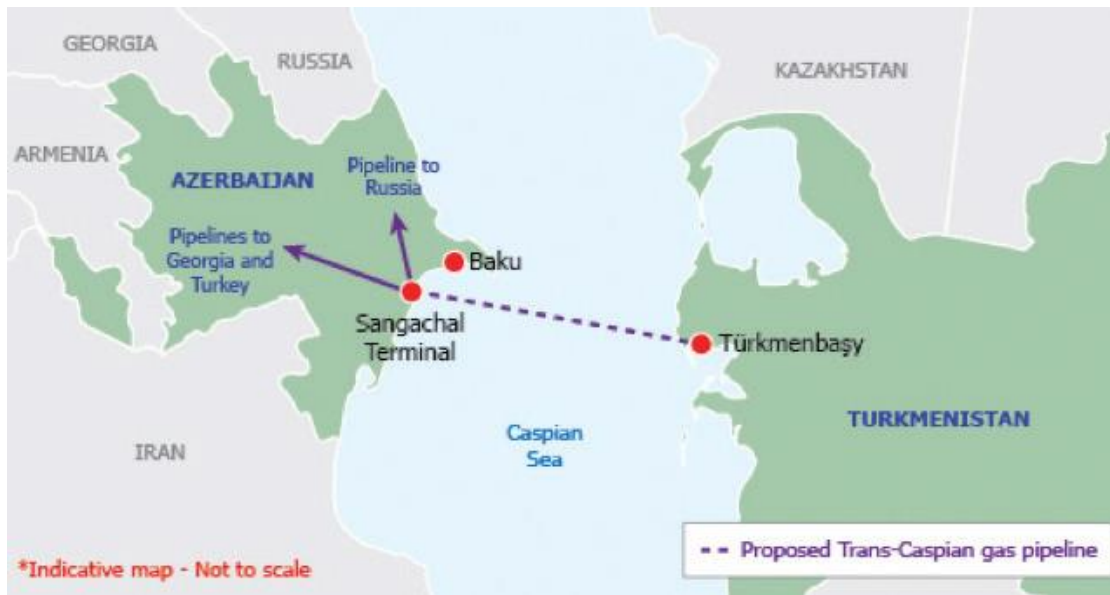 GEORGIA
RUSSIA
KAZAKHSTAN
ARMENIA
AZERBAIJAN
Pipeline to
Russia
Pipelines to
Georgia and
Turkey
Baku
Sangachal
Terminal
Türkmenbaşy
TURKMENISTAN
Caspian
Sea
IRAN
Proposed Trans-Caspian gas pipeline
*Indicative map - Not to scale